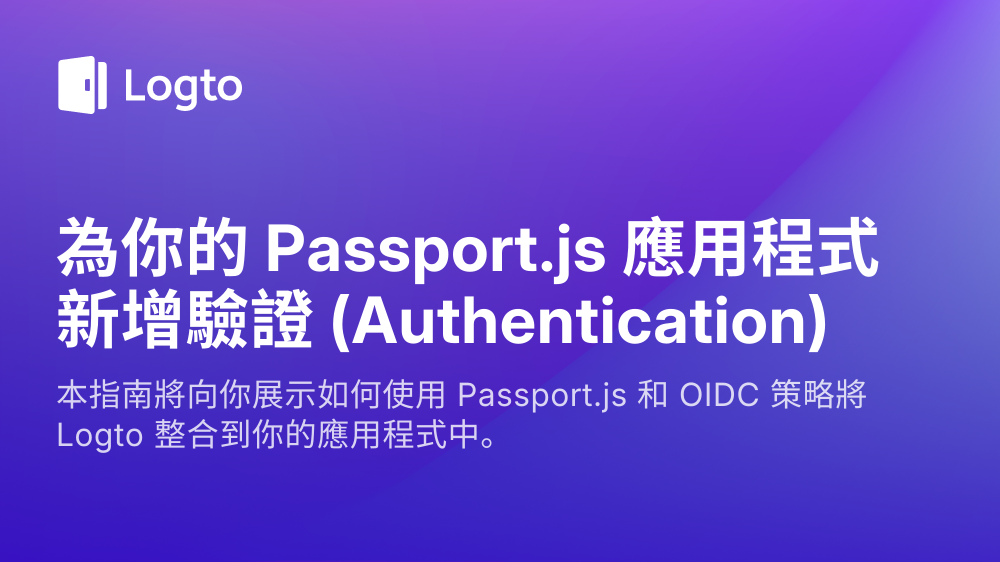 Logto
為你的 Passport.js 應用程式
新增驗證 (Authentication)
本指南將向你展示如何使用 Passport.js 和 OIDC 策略將
Logto 整合到你的應用程式中。